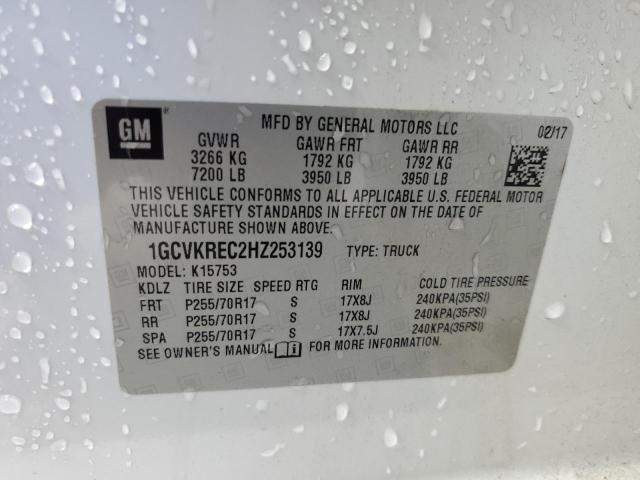 GM
MFD BY GENERAL MOTORS LLC 02/17
GVWR GAWR FRT GAWR RR
3266 KG 1792 KG 1792 KG
7200 LB 3950 LB 3950 LB
THIS VEHICLE CONFORMS TO ALL APPLICABLE U.S. FEDERAL MOTOR
VEHICLE SAFETY STANDARDS IN EFFECT ON THE DATE OF
MANUFACTURE SHOWN ABOVE.
1GCVKREC2HZ253139 TYPE: TRUCK
MODEL: K15753
KDLZ TIRE SIZE SPEED RTG RIM COLD TIRE PRESSURE
FRT P255/70R17 S 17X8J 240KPA(35PSI)
RR P255/70R17 S 17X8J 240KPA(35PSI)
SPA P255/70R17 S 17X7.5J 240KPA(35PSI)
SEE OWNER'S MANUAL FOR MORE INFORMATION.